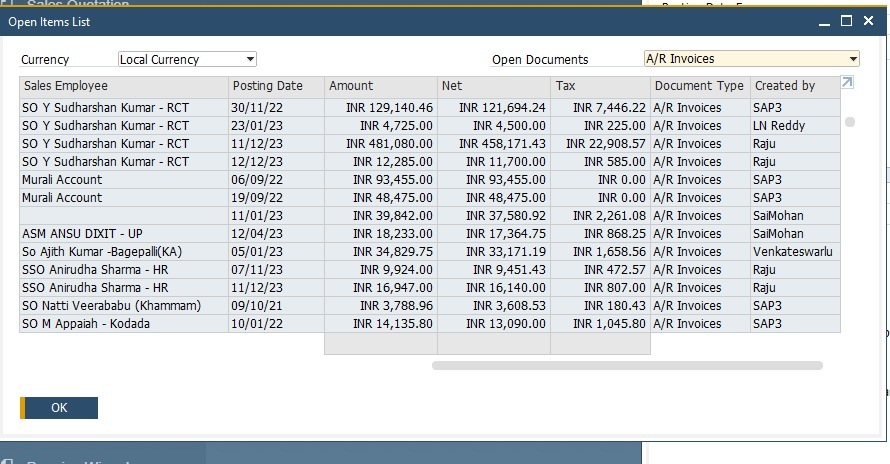 Sales Quotation
Open Items List
Currency Local Currency Open Documents A/R Invoices
Sales Employee Posting Date Amount Net Tax Document Type Created by
SO Y Sudharshan Kumar - RCT 30/11/22 INR 129,140.46 INR 121,694.24 INR 7,446.22 A/R Invoices SAP3
SO Y Sudharshan Kumar - RCT 23/01/23 INR 4,725.00 INR 4,500.00 INR 225.00 A/R Invoices LN Reddy
SO Y Sudharshan Kumar - RCT 11/12/23 INR 481,080.00 INR 458,171.43 INR 22,908.57 A/R Invoices Raju
SO Y Sudharshan Kumar - RCT 12/12/23 INR 12,285.00 INR 11,700.00 INR 585.00 A/R Invoices Raju
Murali Account 06/09/22 INR 93,455.00 INR 93,455.00 INR 0.00 A/R Invoices SAP3
Murali Account 19/09/22 INR 48,475.00 INR 48,475.00 INR 0.00 A/R Invoices SAP3
11/01/23 INR 39,842.00 INR 37,580.92 INR 2,261.08 A/R Invoices SaiMohan
ASM ANSU DIXIT - UP 12/04/23 INR 18,233.00 INR 17,364.75 INR 868.25 A/R Invoices SaiMohan
So Ajith Kumar -Bagepalli(KA) 05/01/23 INR 34,829.75 INR 33,171.19 INR 1,658.56 A/R Invoices Venkateswarlu
SSO Anirudha Sharma - HR 07/11/23 INR 9,924.00 INR 9,451.43 INR 472.57 A/R Invoices Raju
SSO Anirudha Sharma - HR 11/12/23 INR 16,947.00 INR 16,140.00 INR 807.00 A/R Invoices Raju
SO Natti Veerababu (Khammam) 09/10/21 INR 3,788.96 INR 3,608.53 INR 180.43 A/R Invoices SAP3
SO M Appaiah - Kodada 10/01/22 INR 14,135.80 INR 13,090.00 INR 1,045.80 A/R Invoices SAP3
OK